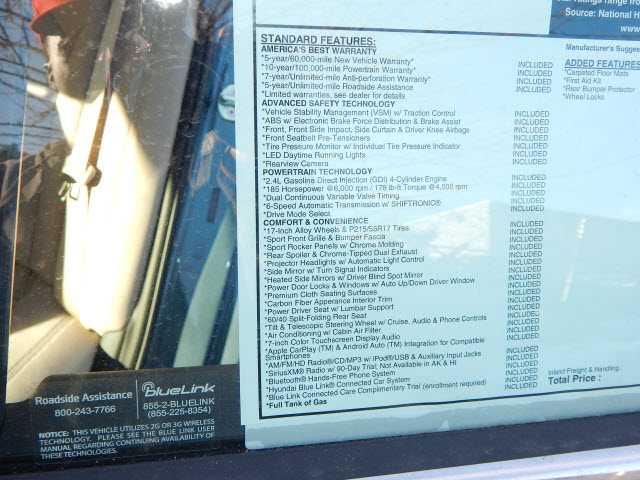 Source: National H
www
STANDARD FEATURES:
Manufacturer's Sugges
AMERICA'S BEST WARRANTY
*5-year/60,000-mile New Vehicle Warranty* INCLUDED
*10-year/100,000-mile Powertrain Warranty* INCLUDED
*7-year/Unlimited-mile Anti-perforation Warranty* INCLUDED
*5-year/Unlimited-mile Roadside Assistance INCLUDED
*Limited warranties, see dealer for details
ADDED FEATURES
*Carpeted Floor Mats
*First Aid Kit
*Rear Bumper Protector
*Wheel Locks
ADVANCED SAFETY TECHNOLOGY
*Vehicle Stability Management (VSM) w/ Traction Control INCLUDED
*ABS w/ Electronic Brake Force Distribution & Brake Assist INCLUDED
*Front, Front Side Impact, Side Curtain & Driver Knee Airbags INCLUDED
*Front Seatbelt Pre-Tensioners INCLUDED
*Tire Pressure Monitor w/ Individual Tire Pressure Indicator INCLUDED
*LED Daytime Running Lights INCLUDED
*Rearview Camera INCLUDED
POWERTRAIN TECHNOLOGY
*2.4L Gasoline Direct Injection (GDI) 4-Cylinder Engine INCLUDED
*185 Horsepower @6,000 rpm / 178 lb-ft Torque @4,000 rpm INCLUDED
*Dual Continuous Variable Valve Timing INCLUDED
*6-Speed Automatic Transmission w/ SHIFTRONIC® INCLUDED
*Drive Mode Select INCLUDED
COMFORT & CONVENIENCE
*17-Inch Alloy Wheels & P215/55R17 Tires INCLUDED
*Sport Front Grille & Bumper Fascia INCLUDED
*Sport Rocker Panels w/ Chrome Molding INCLUDED
*Rear Spoiler & Chrome-Tipped Dual Exhaust INCLUDED
*Projector Headlights w/ Automatic Light Control INCLUDED
*Side Mirror w/ Turn Signal Indicators INCLUDED
*Heated Side Mirrors w/ Driver Blind Spot Mirror INCLUDED
*Power Door Locks & Windows w/ Auto Up/Down Driver Window INCLUDED
*Premium Cloth Seating Surfaces INCLUDED
*Carbon Fiber Apperance Interior Trim INCLUDED
*Power Driver Seat w/ Lumbar Support INCLUDED
*60/40 Split-Folding Rear Seat INCLUDED
*Tilt & Telescopic Steering Wheel w/ Cruise, Audio & Phone Controls INCLUDED
*Air Conditioning w/ Cabin Air Filter INCLUDED
*7-inch Color Touchscreen Display Audio INCLUDED
*Apple CarPlay (TM) & Android Auto (TM) Integration for Compatible INCLUDED
Smartphones
*AM/FM/HD Radio®/CD/MP3 w/ iPod®/USB & Auxiliary Input Jacks INCLUDED
*SiriusXM® Radio w/ 90-Day Trial; Not Available in AK & HI INCLUDED
*Bluetooth® Hands-Free Phone System INCLUDED
*Hyundai Blue Link® Connected Car System INCLUDED
*Blue Link Connected Care Complimentary Trial (enrollment required) INCLUDED
*Full Tank of Gas INCLUDED
Inland Freight & Handling:
Total Price :
Roadside Assistance
800-243-7766
BlueLink
855-2-BLUELINK
(855-225-8354)
NOTICE: THIS VEHICLE UTILIZES 2G OR 3G WIRELESS
TECHNOLOGY. PLEASE SEE THE BLUE LINK USER
MANUAL REGARDING CONTINUING AVAILABILITY OF
THESE TECHNOLOGIES.